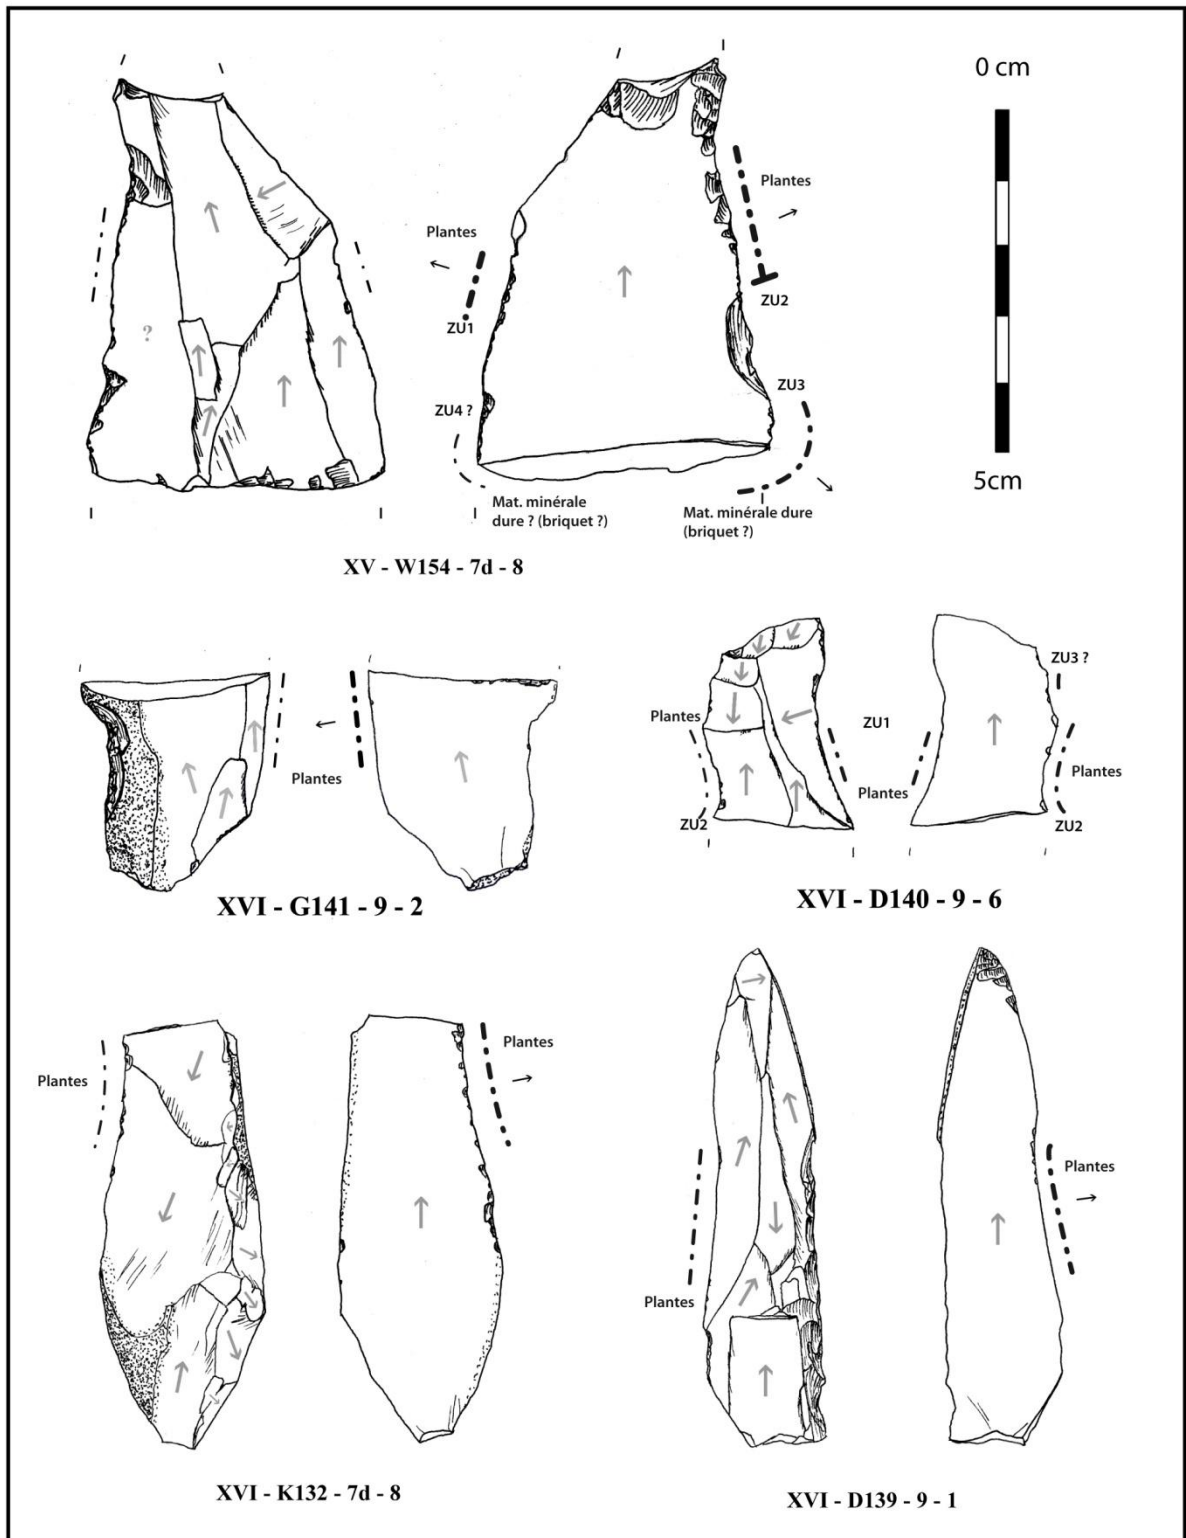 0 cm
5cm
Plantes
Plantes
ZU1
ZU2
ZU3
ZU4 ?
?
Mat. minérale
dure ? (briquet ?)
Mat. minérale dure
(briquet ?)
XV - W154 - 7d - 8
Plantes
XVI - G141 - 9 - 2
ZU3 ?
Plantes
ZU1
Plantes
Plantes
ZU2
ZU2
XVI - D140 - 9 - 6
Plantes
Plantes
XVI - K132 - 7d - 8
Plantes
Plantes
XVI - D139 - 9 - 1